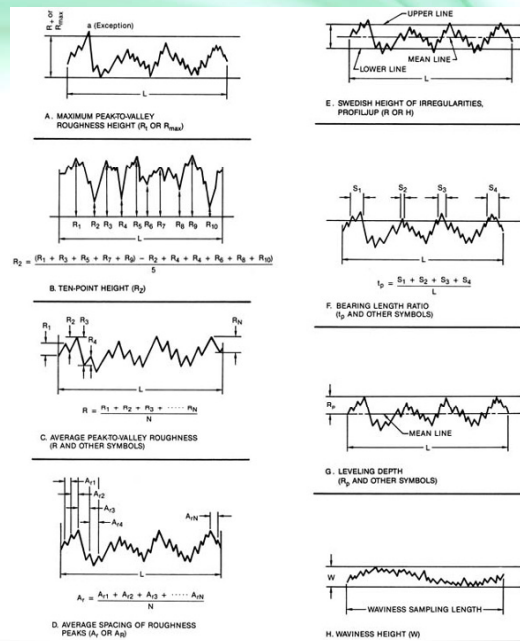 R+ or Rmax
a (Exception)
L
A. MAXIMUM PEAK-TO-VALLEY
ROUGHNESS HEIGHT (Rt OR Rmax)
R1 R2 R3 R4 R5 R6 R7 R8 R9 R10
L
R2 = (R1 + R3 + R5 + R7 + R9) − R2 + R4 + R4 + R6 + R8 + R10)
5
B. TEN-POINT HEIGHT (R2)
R1 R2 R3 R4 RN
L
R = R1 + R2 + R3 + ····· RN
N
C. AVERAGE PEAK-TO-VALLEY ROUGHNESS
(R AND OTHER SYMBOLS)
Ar1
Ar2
Ar3
Ar4
ArN
L
Ar = Ar1 + Ar2 + Ar3 + ····· ArN
N
D. AVERAGE SPACING OF ROUGHNESS
PEAKS (Ar OR AR)
UPPER LINE
MEAN LINE
LOWER LINE
L
E. SWEDISH HEIGHT OF IRREGULARITIES,
PROFILJUP (R OR H)
S1 S2 S3 S4
L
tp = S1 + S2 + S3 + S4
L
F. BEARING LENGTH RATIO
(tp AND OTHER SYMBOLS)
Rp
MEAN LINE
L
G. LEVELING DEPTH
(Rp AND OTHER SYMBOLS)
W
WAVINESS SAMPLING LENGTH
H. WAVINESS HEIGHT (W)